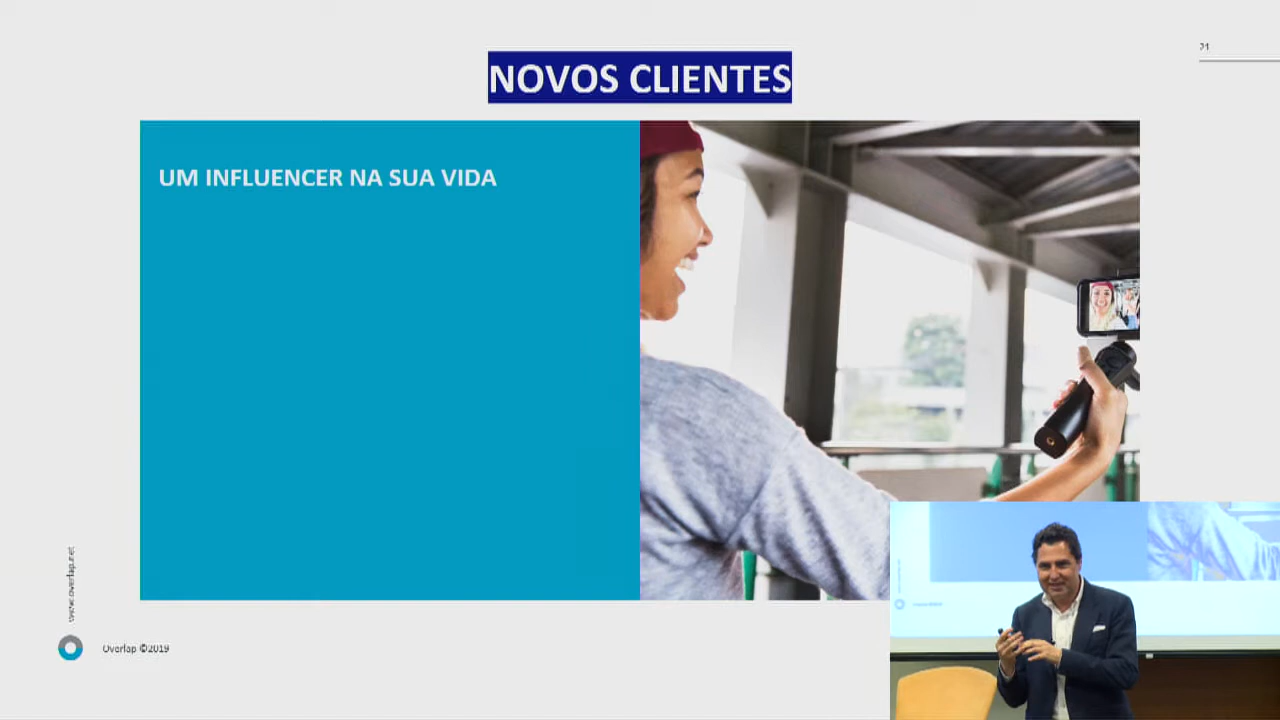 21
NOVOS CLIENTES
UM INFLUENCER NA SUA VIDA
www.overlap.net
Overlap ©2019